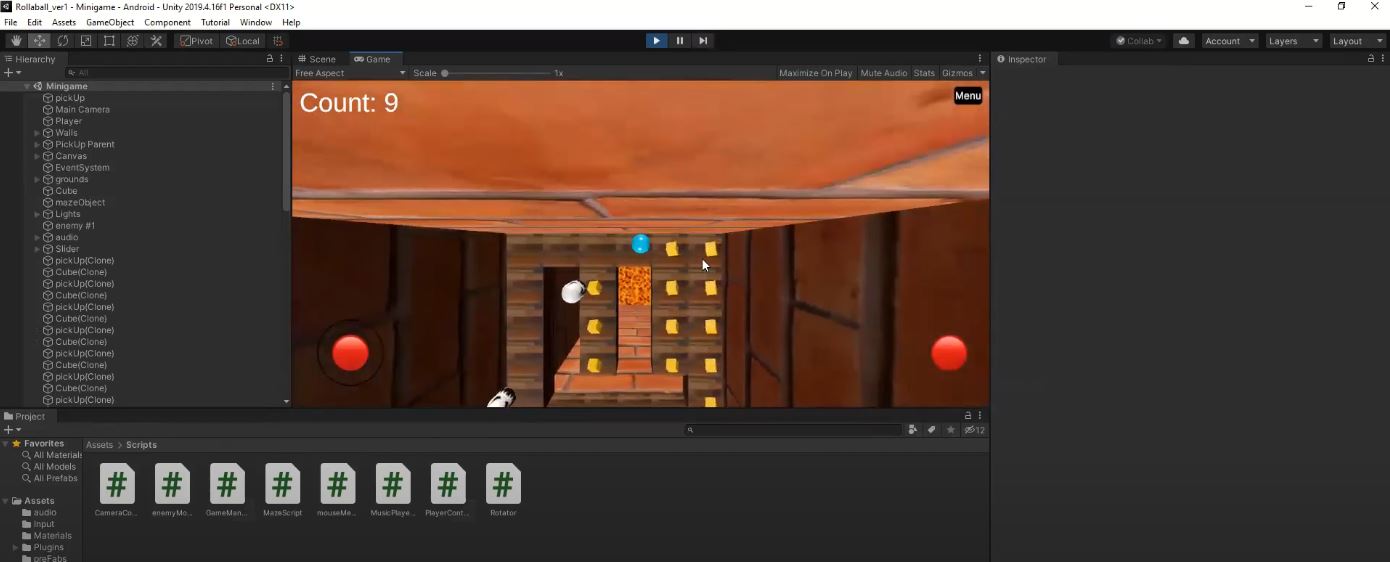 Rollaball_ver1 - Minigame - Android - Unity 2019.4.16f1 Personal <DX11>
File Edit Assets GameObject Component Tutorial Window Help
Pivot Local Collab Account Layers Layout
Hierarchy
Scene Game
Inspector
All
Free Aspect Scale 1x Maximize On Play Mute Audio Stats Gizmos
Minigame
pickUp
Main Camera
Player
Walls
PickUp Parent
Canvas
EventSystem
grounds
Cube
mazeObject
Lights
enemy #1
audio
Slider
pickUp(Clone)
Cube(Clone)
pickUp(Clone)
Cube(Clone)
pickUp(Clone)
Cube(Clone)
pickUp(Clone)
Cube(Clone)
pickUp(Clone)
Cube(Clone)
pickUp(Clone)
Cube(Clone)
pickUp(Clone)
Count: 9
Menu
Project
12
Favorites
All Materials
All Models
All Prefabs
Assets
audio
Input
Materials
Plugins
preFabs
Assets > Scripts
# # # # # # # #
CameraCo... enemyMo... GameMan... MazeScript mouseMe... MusicPlaye... PlayerCont... Rotator